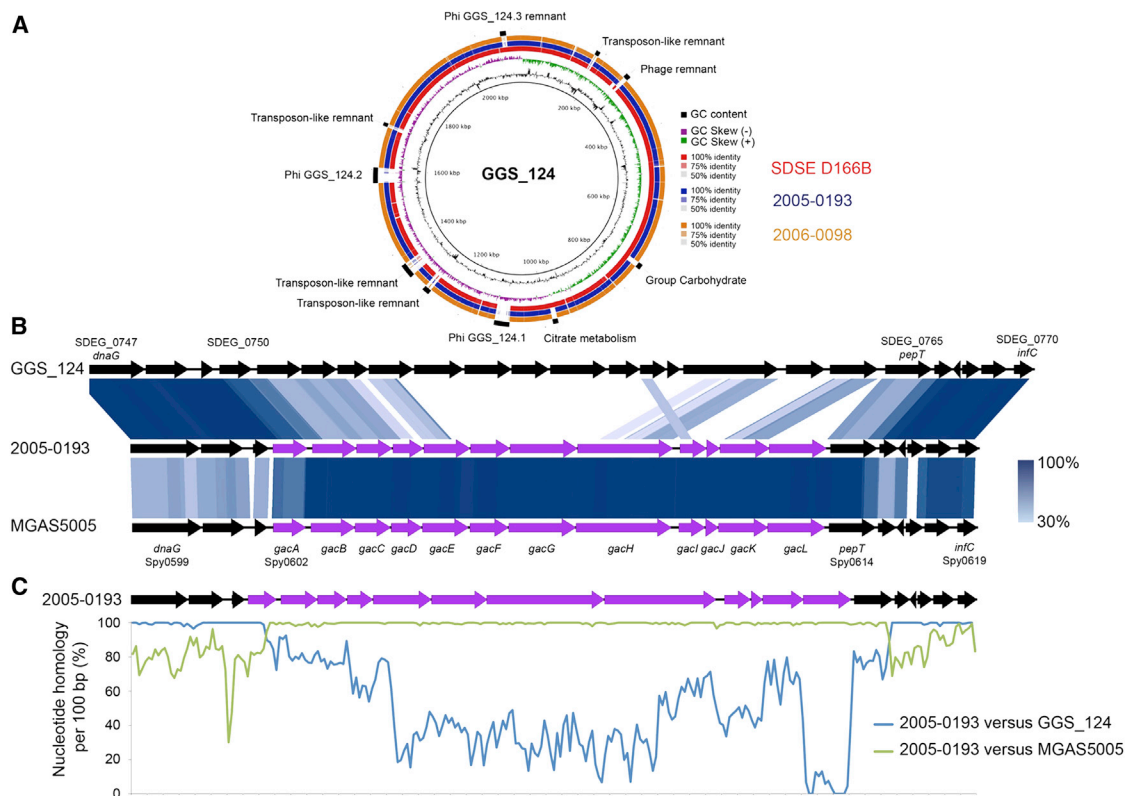 A
Phi GGS_124.3 remnant
Transposon-like remnant
Phage remnant
Transposon-like remnant
Phi GGS_124.2
Transposon-like remnant
Transposon-like remnant
Phi GGS_124.1
Citrate metabolism
Group Carbohydrate
GGS_124
200 kbp
400 kbp
600 kbp
800 kbp
1000 kbp
1200 kbp
1400 kbp
1600 kbp
1800 kbp
2000 kbp
GC content
GC Skew (-)
GC Skew (+)
100% identity
75% identity
50% identity
SDSE D166B
100% identity
75% identity
50% identity
2005-0193
100% identity
75% identity
50% identity
2006-0098
B
SDEG_0747 SDEG_0750 SDEG_0765 SDEG_0770
dnaG pepT infC
GGS_124
2005-0193
MGAS5005
100%
30%
dnaG gacA gacB gacC gacD gacE gacF gacG gacH gacI gacJ gacK gacL pepT infC
Spy0599 Spy0602 Spy0614 Spy0619
C
2005-0193
Nucleotide homology
per 100 bp (%)
100
80
60
40
20
0
2005-0193 versus GGS_124
2005-0193 versus MGAS5005